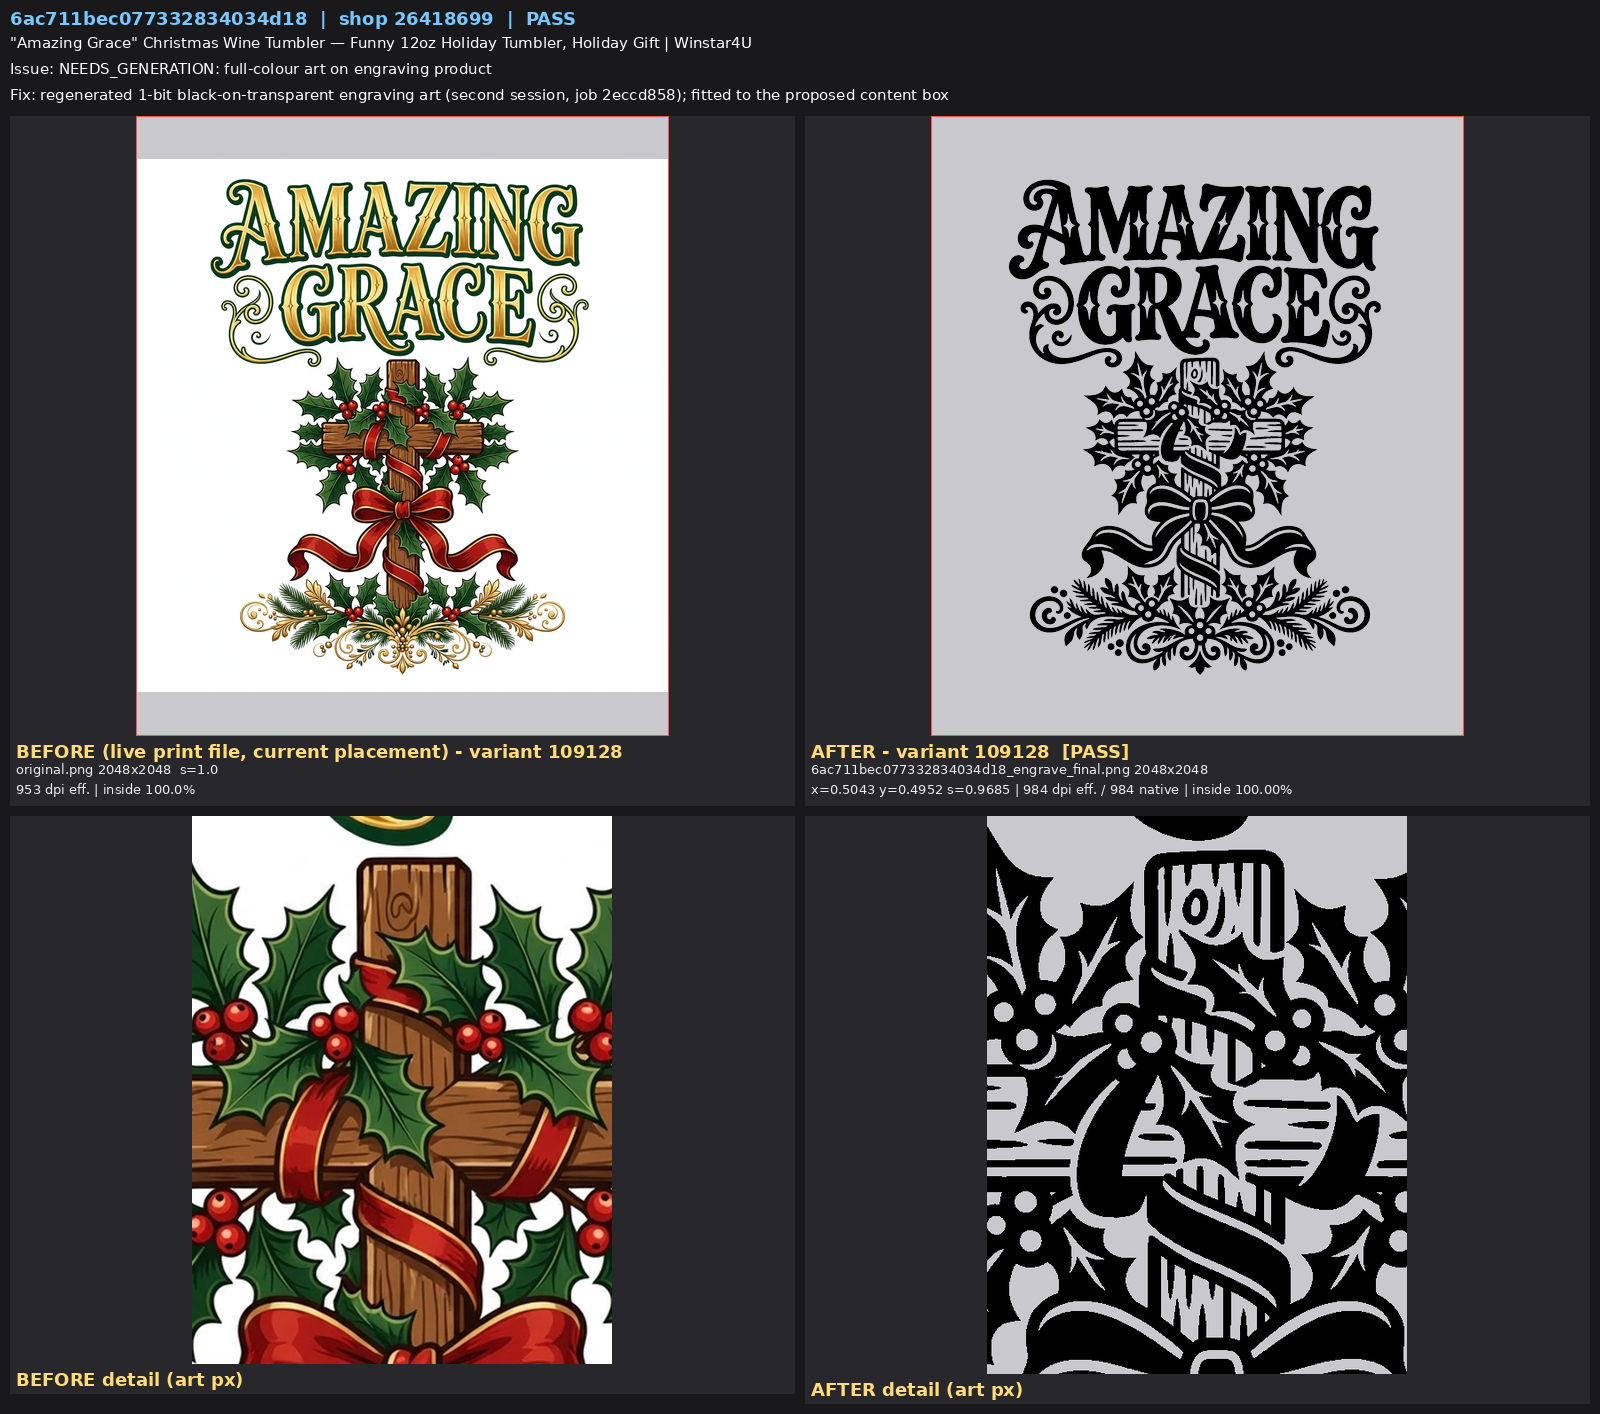 6ac711bec077332834034d18 | shop 26418699 | PASS
"Amazing Grace" Christmas Wine Tumbler — Funny 12oz Holiday Tumbler, Holiday Gift | Winstar4U
Issue: NEEDS_GENERATION: full-colour art on engraving product
Fix: regenerated 1-bit black-on-transparent engraving art (second session, job 2eccd858); fitted to the proposed content box
AMAZING
GRACE
BEFORE (live print file, current placement) - variant 109128
original.png 2048x2048 s=1.0
953 dpi eff. | inside 100.0%
AMAZING
GRACE
AFTER - variant 109128 [PASS]
6ac711bec077332834034d18_engrave_final.png 2048x2048
x=0.5043 y=0.4952 s=0.9685 | 984 dpi eff. / 984 native | inside 100.00%
BEFORE detail (art px)
AFTER detail (art px)